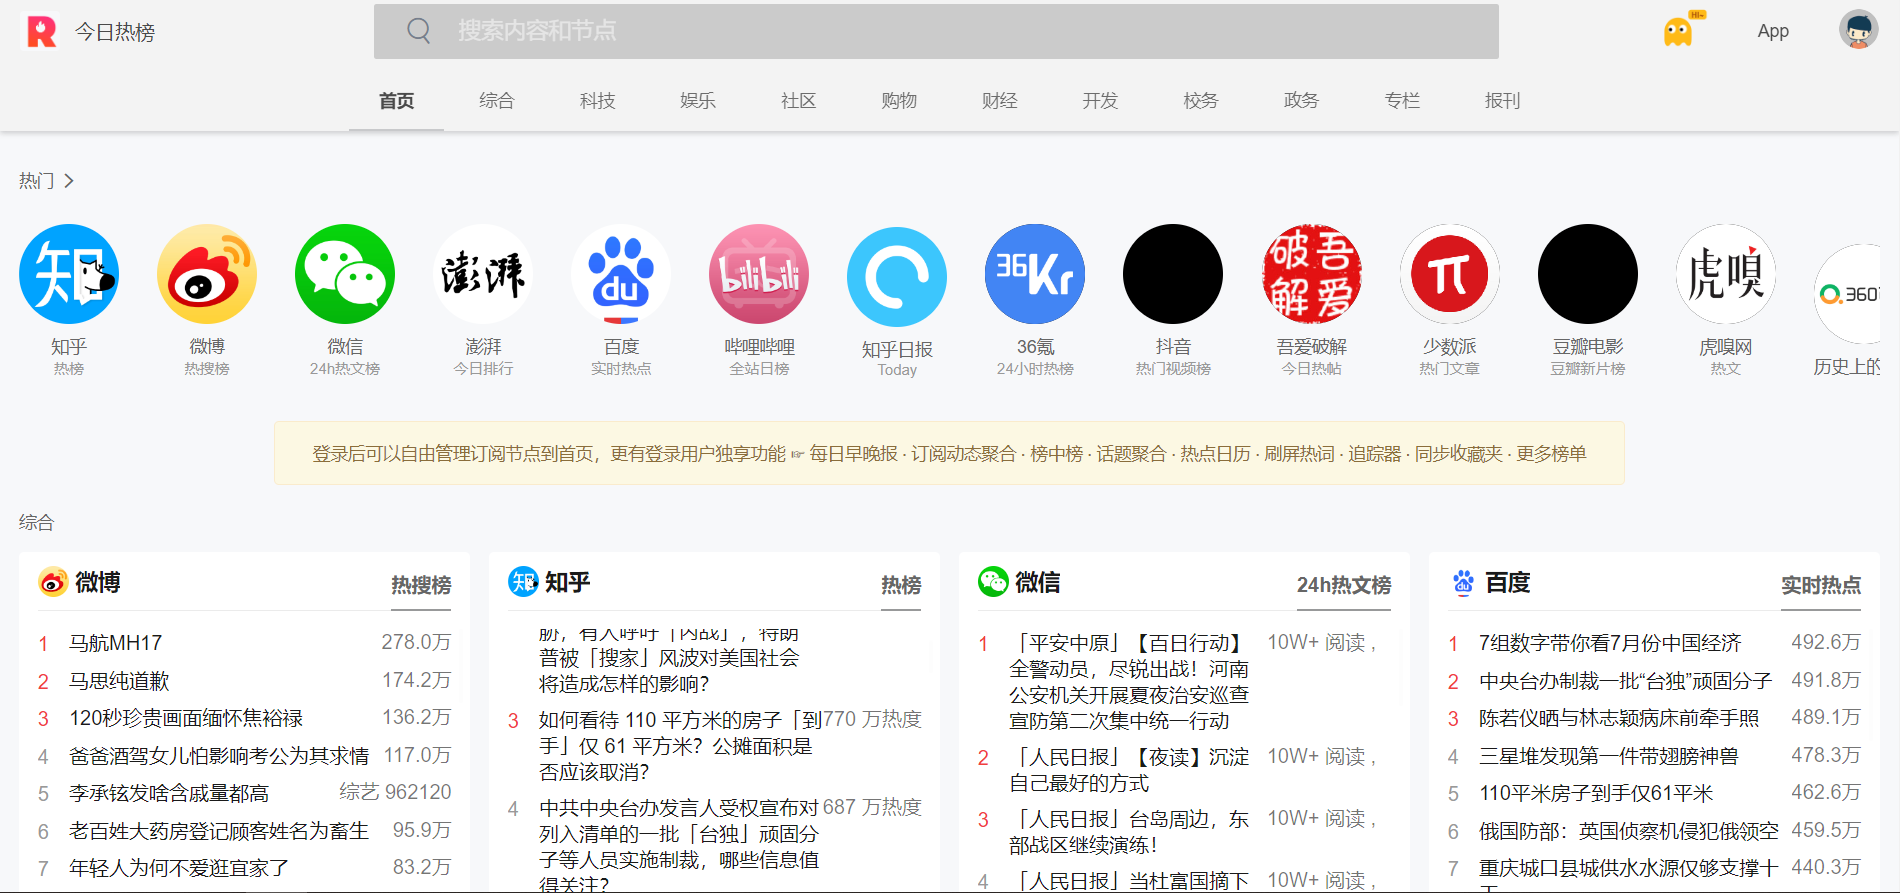 今日热榜
搜索内容和节点
Hi~
App
首页 综合 科技 娱乐 社区 购物 财经 开发 校务 政务 专栏 报刊
热门
知
澎湃
du
bilibili
36Kr
吾爱破解
虎嗅
360
知乎 微博 微信 澎湃 百度 哔哩哔哩 知乎日报 36氪 抖音 吾爱破解 少数派 豆瓣电影 虎嗅网 历史上的
热榜 热搜榜 24h热文榜 今日排行 实时热点 全站日榜 Today 24小时热榜 热门视频榜 今日热帖 热门文章 豆瓣新片榜 热文
登录后可以自由管理订阅节点到首页，更有登录用户独享功能 ☞ 每日早晚报 · 订阅动态聚合 · 榜中榜 · 话题聚合 · 热点日历 · 刷屏热词 · 追踪器 · 同步收藏夹 · 更多榜单
综合
微博 热搜榜
1 马航MH17 278.0万
2 马思纯道歉 174.2万
3 120秒珍贵画面缅怀焦裕禄 136.2万
4 爸爸酒驾女儿怕影响考公为其求情 117.0万
5 李承铉发啥含戚量都高 综艺 962120
6 老百姓大药房登记顾客姓名为畜生 95.9万
7 年轻人为何不爱逛宜家了 83.2万
知乎 热榜
胁，有人呼吁「内战」，特朗
普被「搜家」风波对美国社会
将造成怎样的影响？
3 如何看待 110 平方米的房子「到 770 万热度
手」仅 61 平方米？公摊面积是
否应该取消？
4 中共中央台办发言人受权宣布对 687 万热度
列入清单的一批「台独」顽固分
子等人员实施制裁，哪些信息值
得关注？
微信 24h热文榜
1 「平安中原」【百日行动】 10W+ 阅读，
全警动员，尽锐出战！河南
公安机关开展夏夜治安巡查
宣防第二次集中统一行动
2 「人民日报」【夜读】沉淀 10W+ 阅读，
自己最好的方式
3 「人民日报」台岛周边，东 10W+ 阅读，
部战区继续演练！
4 「人民日报」当杜富国摘下 10W+ 阅读，
百度 实时热点
1 7组数字带你看7月份中国经济 492.6万
2 中央台办制裁一批“台独”顽固分子 491.8万
3 陈若仪晒与林志颖病床前牵手照 489.1万
4 三星堆发现第一件带翅膀神兽 478.3万
5 110平米房子到手仅61平米 462.6万
6 俄国防部：英国侦察机侵犯俄领空 459.5万
7 重庆城口县城供水水源仅够支撑十 440.3万